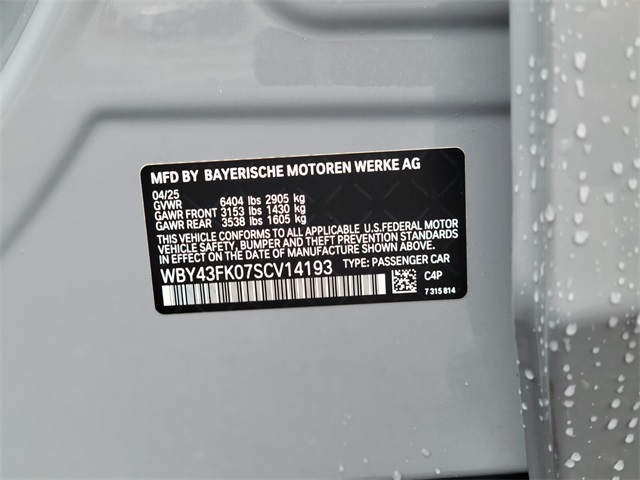 MFD BY BAYERISCHE MOTOREN WERKE AG
04/25
GVWR 6404 lbs 2905 kg
GAWR FRONT 3153 lbs 1430 kg
GAWR REAR 3538 lbs 1605 kg
THIS VEHICLE CONFORMS TO ALL APPLICABLE U.S.FEDERAL MOTOR
VEHICLE SAFETY, BUMPER, AND THEFT PREVENTION STANDARDS
IN EFFECT ON THE DATE OF MANUFACTURE SHOWN ABOVE.
WBY43FK07SCV14193 TYPE: PASSENGER CAR
C4P
7 315 814